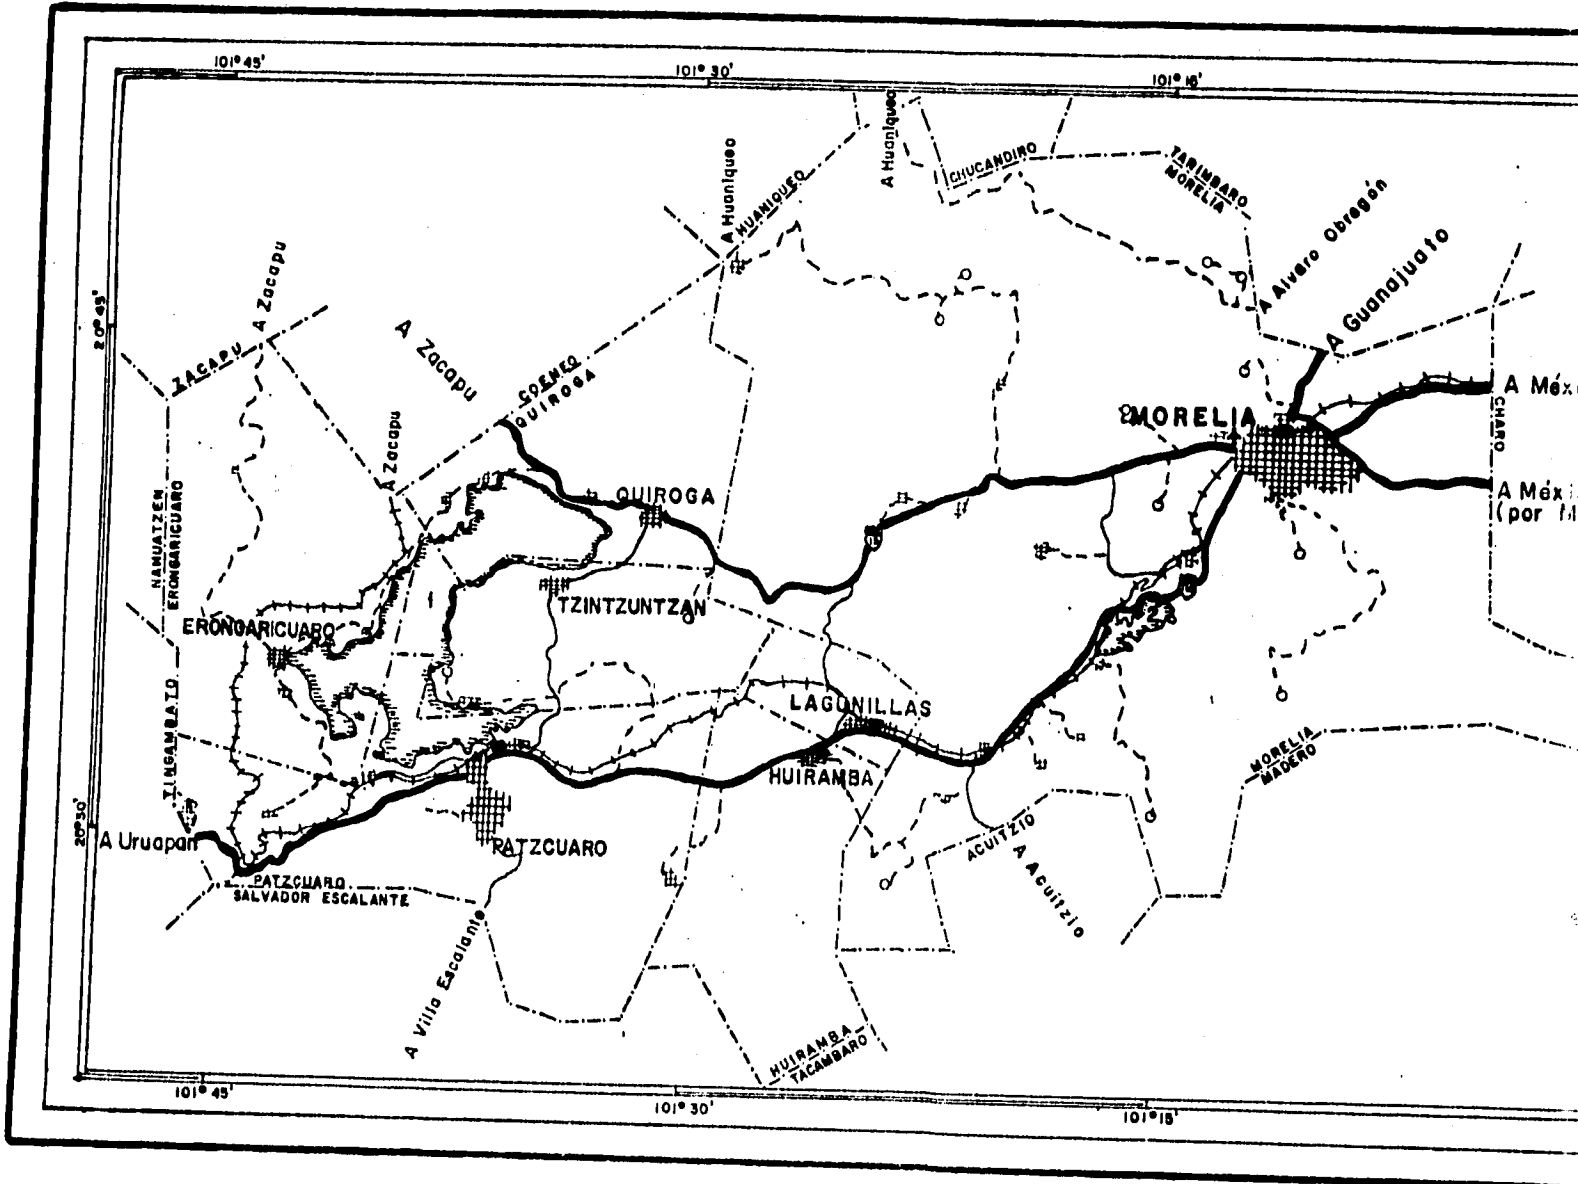 101° 45'
101° 30'
101° 15'
A Huaniqueo
A Huaniqueo
HUANIQUEO
CHUCANDIRO
TARIMBARO
MORELIA
A Alvaro Obregón
A Guanajuato
A Zacapu
A Zacapu
ZACAPU
20° 45'
COENEO
QUIROGA
A Zacapu
MORELIA
A Méx
CHARO
QUIROGA
A Méxi
(por
NAHUATZEN
ERONGARICUARO
TZINTZUNTZAN
ERONGARICUARO
TINGAMBATO
LAGUNILLAS
HUIRAMBA
MORELIA
MADERO
20° 30'
A Uruapan
PATZCUARO
ACUITZIO
A Acuitzio
PATZCUARO
SALVADOR ESCALANTE
A Villa Escalante
HUIRAMBA
TACAMBARO
101° 45'
101° 30'
101° 15'